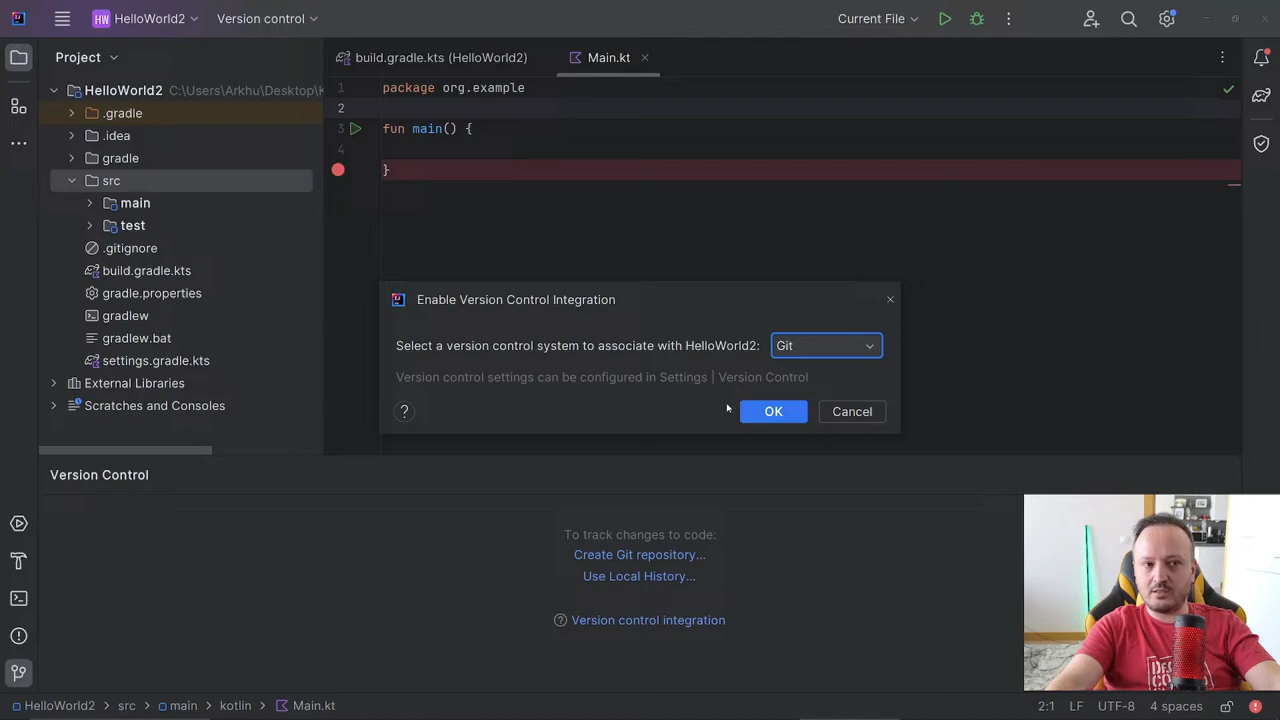 HW HelloWorld2 Version control Current File
Project
build.gradle.kts (HelloWorld2) Main.kt
HelloWorld2 C:\Users\Arkhu\Desktop\K
.gradle
.idea
gradle
src
main
test
.gitignore
build.gradle.kts
gradle.properties
gradlew
gradlew.bat
settings.gradle.kts
External Libraries
Scratches and Consoles
1 package org.example
2
3 fun main() {
4
}
Enable Version Control Integration
Select a version control system to associate with HelloWorld2: Git
Version control settings can be configured in Settings | Version Control
? OK Cancel
Version Control
To track changes to code:
Create Git repository...
Use Local History...
? Version control integration
HelloWorld2 src main kotlin Main.kt 2:1 LF UTF-8 4 spaces